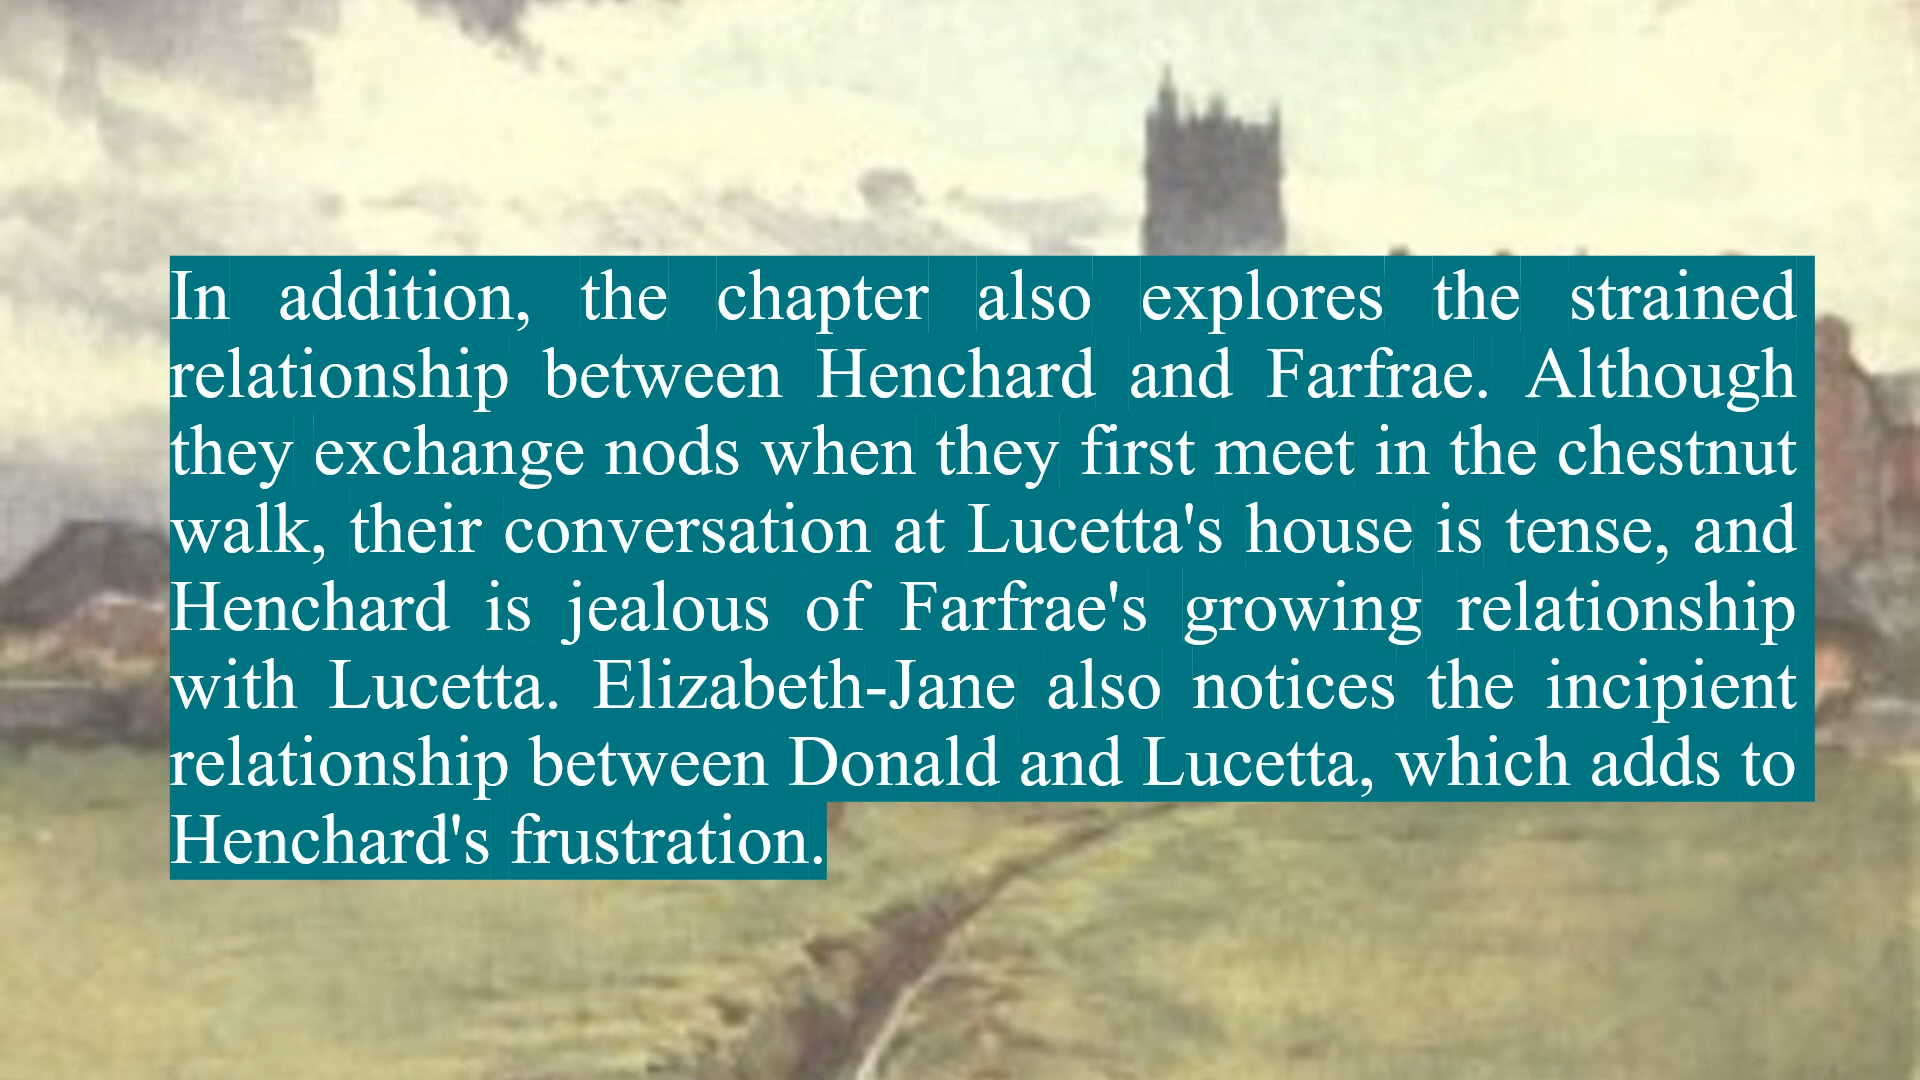 In addition, the chapter also explores the strained
relationship between Henchard and Farfrae. Although
they exchange nods when they first meet in the chestnut
walk, their conversation at Lucetta's house is tense, and
Henchard is jealous of Farfrae's growing relationship
with Lucetta. Elizabeth-Jane also notices the incipient
relationship between Donald and Lucetta, which adds to
Henchard's frustration.